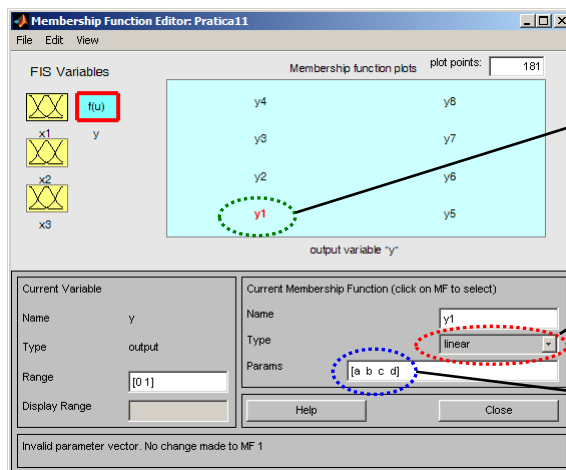 Membership Function Editor: Pratica11
File Edit View
FIS Variables
Membership function plots plot points: 181
f(u)
x1 y
x2
x3
y4 y8
y3 y7
y2 y6
y1 y5
output variable "y"
Current Variable
Name y
Type output
Range [0 1]
Display Range
Current Membership Function (click on MF to select)
Name y1
Type linear
Params [a b c d]
Help Close
Invalid parameter vector. No change made to MF 1